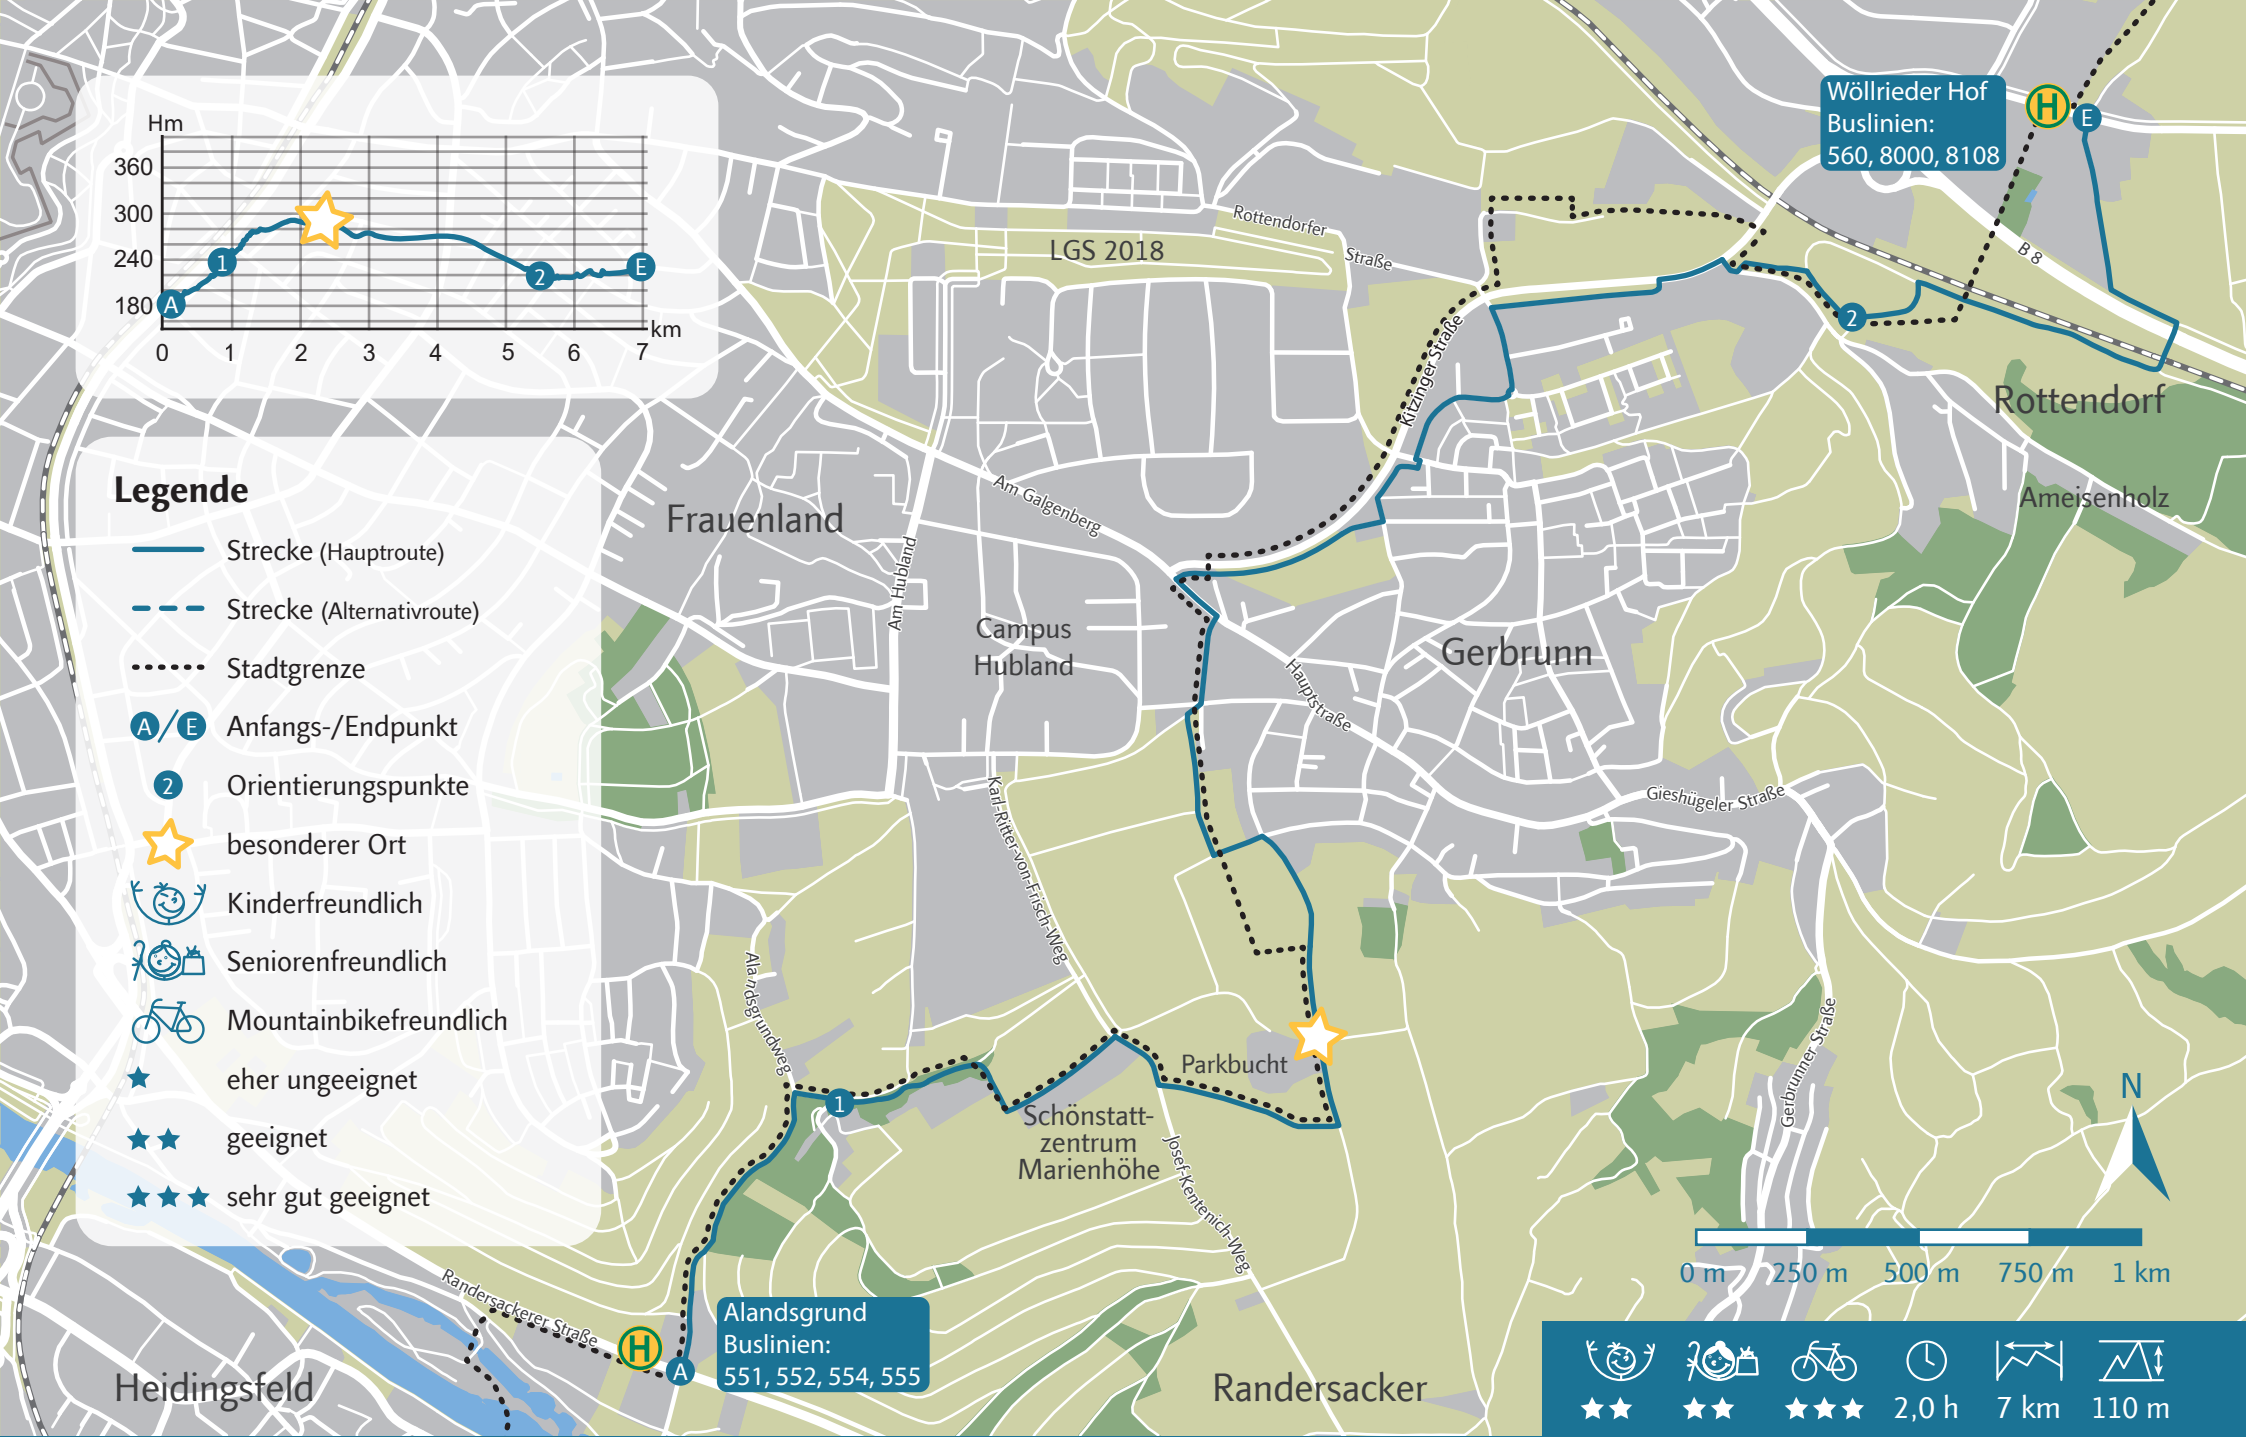 Hm
360
300
240
180
A
1
2
E
0 1 2 3 4 5 6 7
km
Legende
Strecke (Hauptroute)
Strecke (Alternativroute)
Stadtgrenze
A/E Anfangs-/Endpunkt
2 Orientierungspunkte
besonderer Ort
Kinderfreundlich
Seniorenfreundlich
Mountainbikefreundlich
eher ungeeignet
geeignet
sehr gut geeignet
Wöllrieder Hof
Buslinien:
560, 8000, 8108
H
E
B 8
Rottendorfer
Straße
LGS 2018
2
Kitzinger Straße
Rottendorf
Ameisenholz
Frauenland
Am Galgenberg
Am Hubland
Campus
Hubland
Gerbrunn
Hauptstraße
Gieshügeler Straße
Karl-Ritter-von-Frisch-Weg
Alandsgrundweg
1
Parkbucht
Schönstatt-
zentrum
Marienhöhe
Josef-Kentenich-Weg
Gerbrunner Straße
N
0 m 250 m 500 m 750 m 1 km
Randersackerer Straße
H
A
Alandsgrund
Buslinien:
551, 552, 554, 555
Heidingsfeld
Randersacker
2,0 h 7 km 110 m